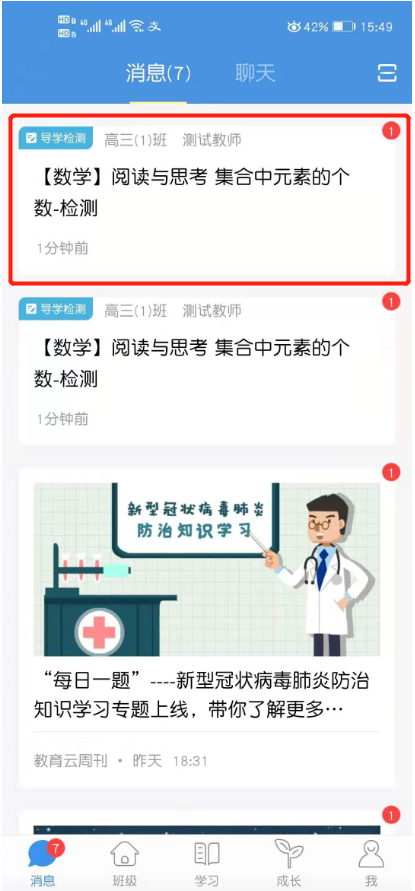 HD 4G 4G 支 42% 15:49
HD
消息(7) 聊天
导学检测 高三(1)班 测试教师 1
【数学】阅读与思考 集合中元素的个
数-检测
1分钟前
导学检测 高三(1)班 测试教师 1
【数学】阅读与思考 集合中元素的个
数-检测
1分钟前
1
新型冠状病毒肺炎
防治知识学习
“每日一题”----新型冠状病毒肺炎防治
知识学习专题上线，带你了解更多…
教育云周刊 • 昨天 18:31
1
7
消息 班级 学习 成长 我